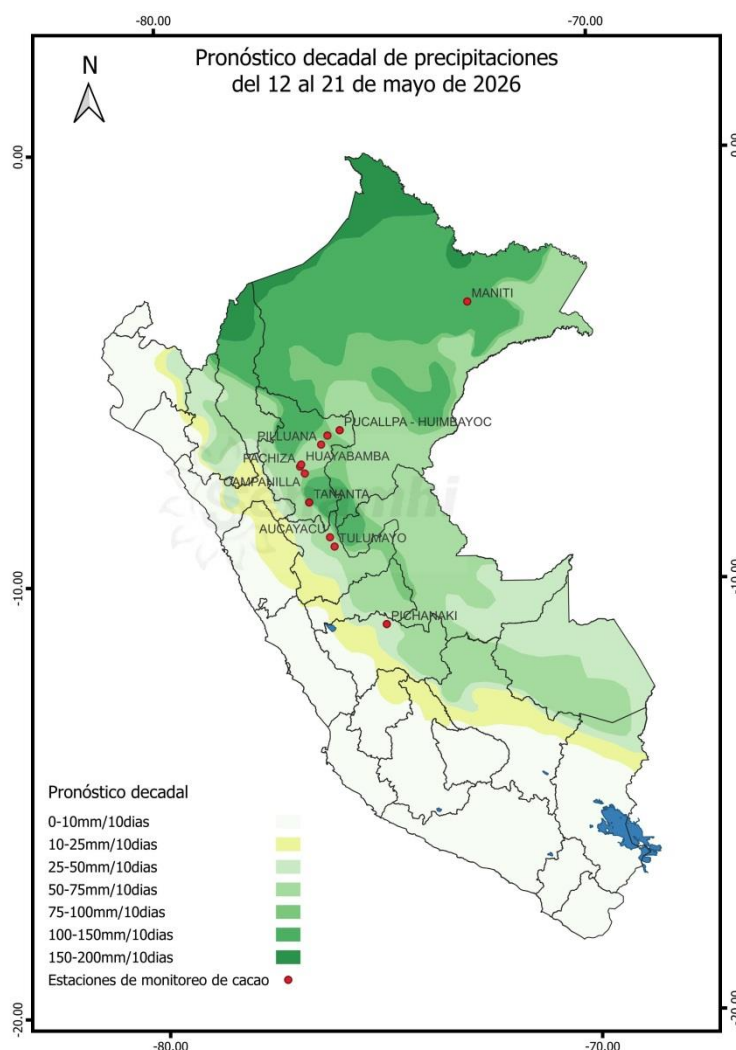 -80.00
-70.00
Pronóstico decadal de precipitaciones
del 12 al 21 de mayo de 2026
N
0.00
0.00
MANITI
PUCALLPA - HUIMBAYOC
PILLUANA
PACHIZA
HUAYABAMBA
CAMPANILLA
TANANTA
AUCAYACU
TULUMAYO
-10.00
-10.00
PICHANAKI
Pronóstico decadal
0-10mm/10dias
10-25mm/10dias
25-50mm/10dias
50-75mm/10dias
75-100mm/10dias
100-150mm/10dias
150-200mm/10dias
Estaciones de monitoreo de cacao
-20.00
-20.00
-80.00
-70.00